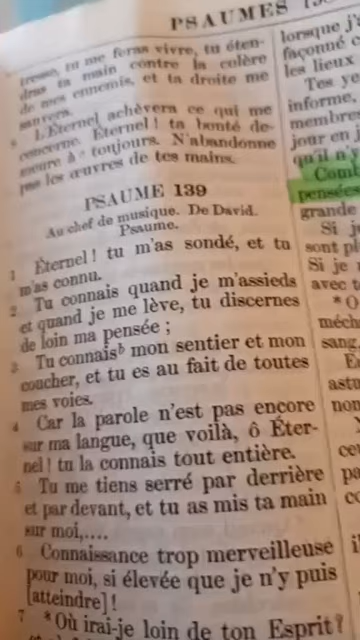 PSAUMES
tresse, tu me feras vivre, tu éten-
dras ta main contre la colère
de mes ennemis, et ta droite me
sauvera.
8 L'Éternel achèvera ce qui me
concerne. Éternel! ta bonté de-
meure à toujours. N'abandonne
pas les œuvres de tes mains.
PSAUME 139
Au chef de musique. De David.
Psaume.
1 Éternel! tu m'as sondé, et tu
m'as connu.
2 Tu connais quand je m'assieds
et quand je me lève, tu discernes
de loin ma pensée;
3 Tu connaisᵇ mon sentier et mon
coucher, et tu es au fait de toutes
mes voies.
4 Car la parole n'est pas encore
sur ma langue, que voilà, ô Éter-
nel! tu la connais tout entière.
5 Tu me tiens serré par derrière
et par devant, et tu as mis ta main
sur moi,....
6 Connaissance trop merveilleuse
pour moi, si élevée que je n'y puis
[atteindre]!
7 *Où irai-je loin de ton Esprit?
lorsque j'
façonné
les lieux
Tes ye
informe,
membres
jour en
qu'il n'y
Comb
pensées
grande
Si je
sont pl
Si je
avec t
*O
méch
sang
asta
non
cet
pa